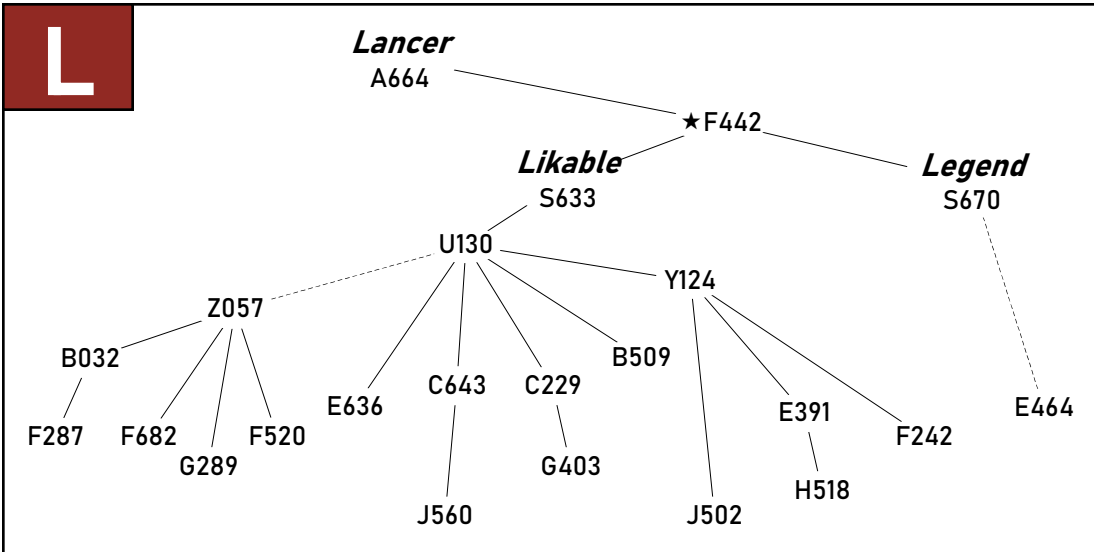 L
Lancer
A664
★F442
Likable
S633
Legend
S670
U130
Y124
Z057
B032
B509
E636
C643
C229
E391
E464
F287
F682
F520
G289
G403
F242
H518
J560
J502